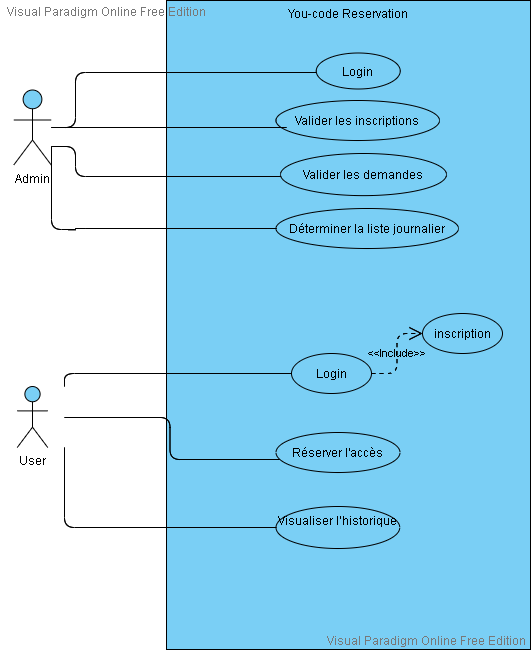 Visual Paradigm Online Free Edition
You-code Reservation
Login
Valider les inscriptions
Valider les demandes
Admin
Déterminer la liste journalier
inscription
<<Include>>
Login
User
Réserver l'accès
Visualiser l'historique
Visual Paradigm Online Free Edition